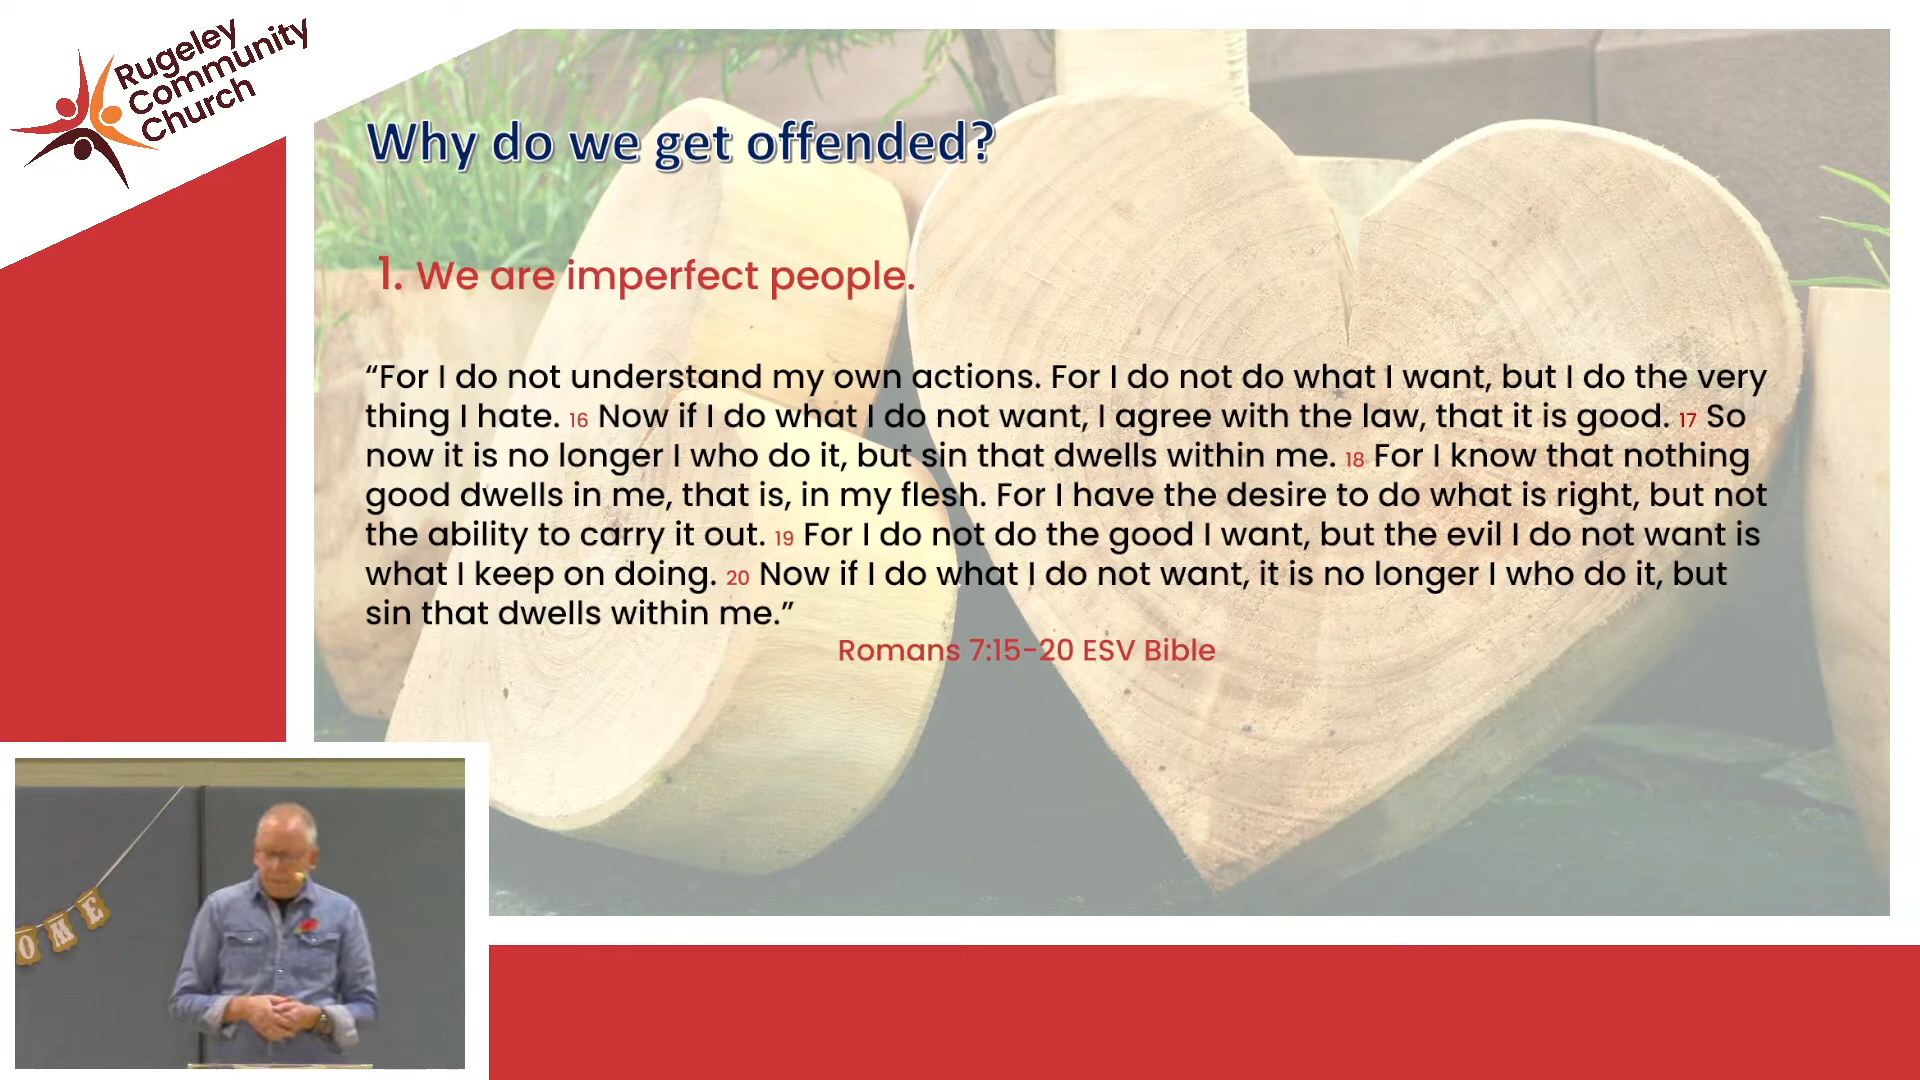 Rugeley
Community
Church
Why do we get offended?
1. We are imperfect people.
“For I do not understand my own actions. For I do not do what I want, but I do the very
thing I hate. 16 Now if I do what I do not want, I agree with the law, that it is good. 17 So
now it is no longer I who do it, but sin that dwells within me. 18 For I know that nothing
good dwells in me, that is, in my flesh. For I have the desire to do what is right, but not
the ability to carry it out. 19 For I do not do the good I want, but the evil I do not want is
what I keep on doing. 20 Now if I do what I do not want, it is no longer I who do it, but
sin that dwells within me.”
Romans 7:15-20 ESV Bible
OME